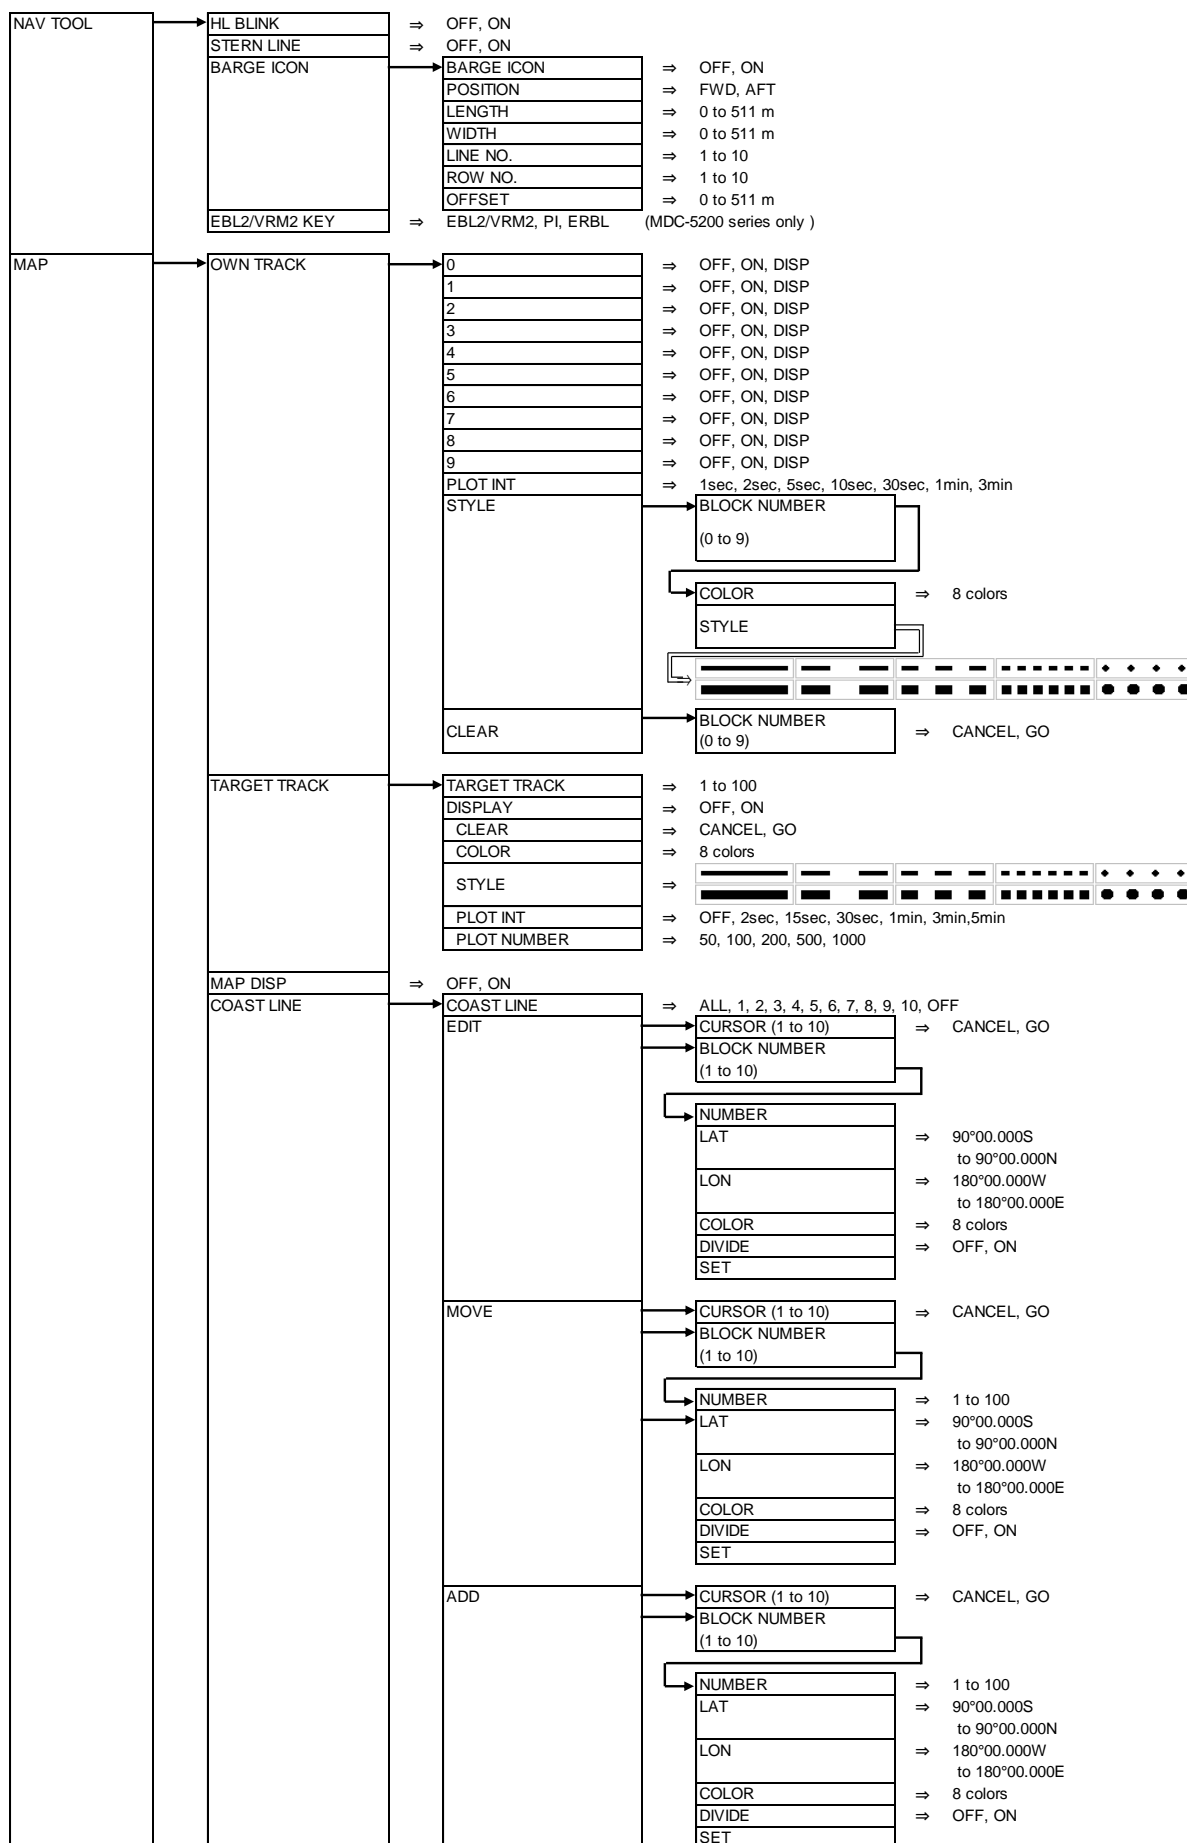 NAV TOOL HL BLINK ⇒ OFF, ON
STERN LINE ⇒ OFF, ON
BARGE ICON BARGE ICON ⇒ OFF, ON
POSITION ⇒ FWD, AFT
LENGTH ⇒ 0 to 511 m
WIDTH ⇒ 0 to 511 m
LINE NO. ⇒ 1 to 10
ROW NO. ⇒ 1 to 10
OFFSET ⇒ 0 to 511 m
EBL2/VRM2 KEY ⇒ EBL2/VRM2, PI, ERBL (MDC-5200 series only )
MAP OWN TRACK 0 ⇒ OFF, ON, DISP
1 ⇒ OFF, ON, DISP
2 ⇒ OFF, ON, DISP
3 ⇒ OFF, ON, DISP
4 ⇒ OFF, ON, DISP
5 ⇒ OFF, ON, DISP
6 ⇒ OFF, ON, DISP
7 ⇒ OFF, ON, DISP
8 ⇒ OFF, ON, DISP
9 ⇒ OFF, ON, DISP
PLOT INT ⇒ 1sec, 2sec, 5sec, 10sec, 30sec, 1min, 3min
STYLE BLOCK NUMBER
(0 to 9)
COLOR ⇒ 8 colors
STYLE
BLOCK NUMBER
CLEAR (0 to 9) ⇒ CANCEL, GO
TARGET TRACK TARGET TRACK ⇒ 1 to 100
DISPLAY ⇒ OFF, ON
CLEAR ⇒ CANCEL, GO
COLOR ⇒ 8 colors
STYLE ⇒
PLOT INT ⇒ OFF, 2sec, 15sec, 30sec, 1min, 3min,5min
PLOT NUMBER ⇒ 50, 100, 200, 500, 1000
MAP DISP ⇒ OFF, ON
COAST LINE COAST LINE ⇒ ALL, 1, 2, 3, 4, 5, 6, 7, 8, 9, 10, OFF
EDIT CURSOR (1 to 10) ⇒ CANCEL, GO
BLOCK NUMBER
(1 to 10)
NUMBER
LAT ⇒ 90°00.000S
to 90°00.000N
LON ⇒ 180°00.000W
to 180°00.000E
COLOR ⇒ 8 colors
DIVIDE ⇒ OFF, ON
SET
MOVE CURSOR (1 to 10) ⇒ CANCEL, GO
BLOCK NUMBER
(1 to 10)
NUMBER ⇒ 1 to 100
LAT ⇒ 90°00.000S
to 90°00.000N
LON ⇒ 180°00.000W
to 180°00.000E
COLOR ⇒ 8 colors
DIVIDE ⇒ OFF, ON
SET
ADD CURSOR (1 to 10) ⇒ CANCEL, GO
BLOCK NUMBER
(1 to 10)
NUMBER ⇒ 1 to 100
LAT ⇒ 90°00.000S
to 90°00.000N
LON ⇒ 180°00.000W
to 180°00.000E
COLOR ⇒ 8 colors
DIVIDE ⇒ OFF, ON
SET